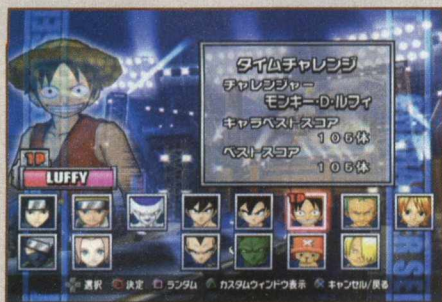 タイムチャレンジ
チャレンジャー
モンキー・D・ルフィ
キャラベストスコア
106体
ベストスコア
106体
1P
LUFFY
1P
選択 決定 ランダム カスタムウィンドウ表示 キャンセル/戻る